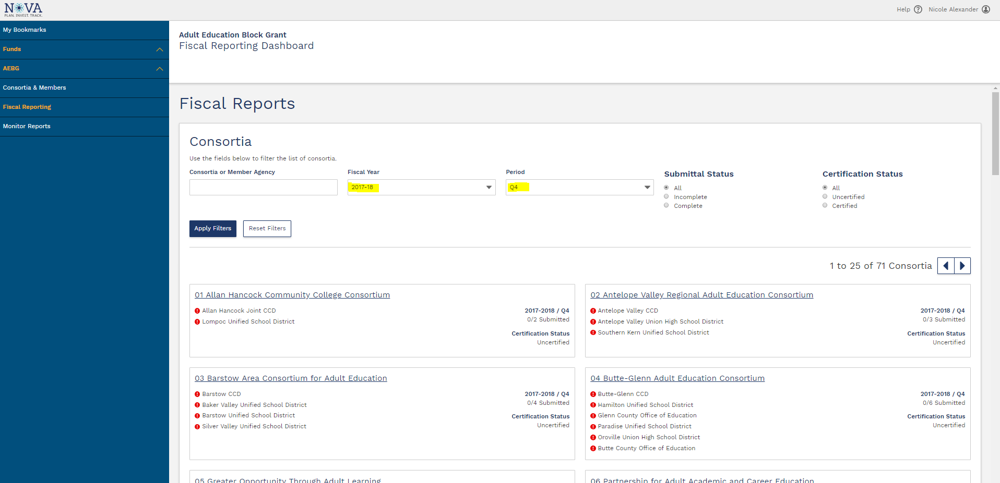 NOVA
PLAN. INVEST. TRACK.
Help
Nicole Alexander
My Bookmarks
Funds
AEBG
Consortia & Members
Fiscal Reporting
Monitor Reports
Adult Education Block Grant
Fiscal Reporting Dashboard
Fiscal Reports
Consortia
Use the fields below to filter the list of consortia.
Consortia or Member Agency
Fiscal Year
2017-18
Period
Q4
Submittal Status
All
Incomplete
Complete
Certification Status
All
Uncertified
Certified
Apply Filters
Reset Filters
1 to 25 of 71 Consortia
01 Allan Hancock Community College Consortium
Allan Hancock Joint CCD
Lompoc Unified School District
2017-2018 / Q4
0/2 Submitted
Certification Status
Uncertified
02 Antelope Valley Regional Adult Education Consortium
Antelope Valley CCD
Antelope Valley Union High School District
Southern Kern Unified School District
2017-2018 / Q4
0/3 Submitted
Certification Status
Uncertified
03 Barstow Area Consortium for Adult Education
Barstow CCD
Baker Valley Unified School District
Barstow Unified School District
Silver Valley Unified School District
2017-2018 / Q4
0/4 Submitted
Certification Status
Uncertified
04 Butte-Glenn Adult Education Consortium
Butte-Glenn CCD
Hamilton Unified School District
Glenn County Office of Education
Paradise Unified School District
Oroville Union High School District
Butte County Office of Education
2017-2018 / Q4
0/6 Submitted
Certification Status
Uncertified
05 Greater Opportunity Through Adult Learning
06 Partnership for Adult Academic and Career Education